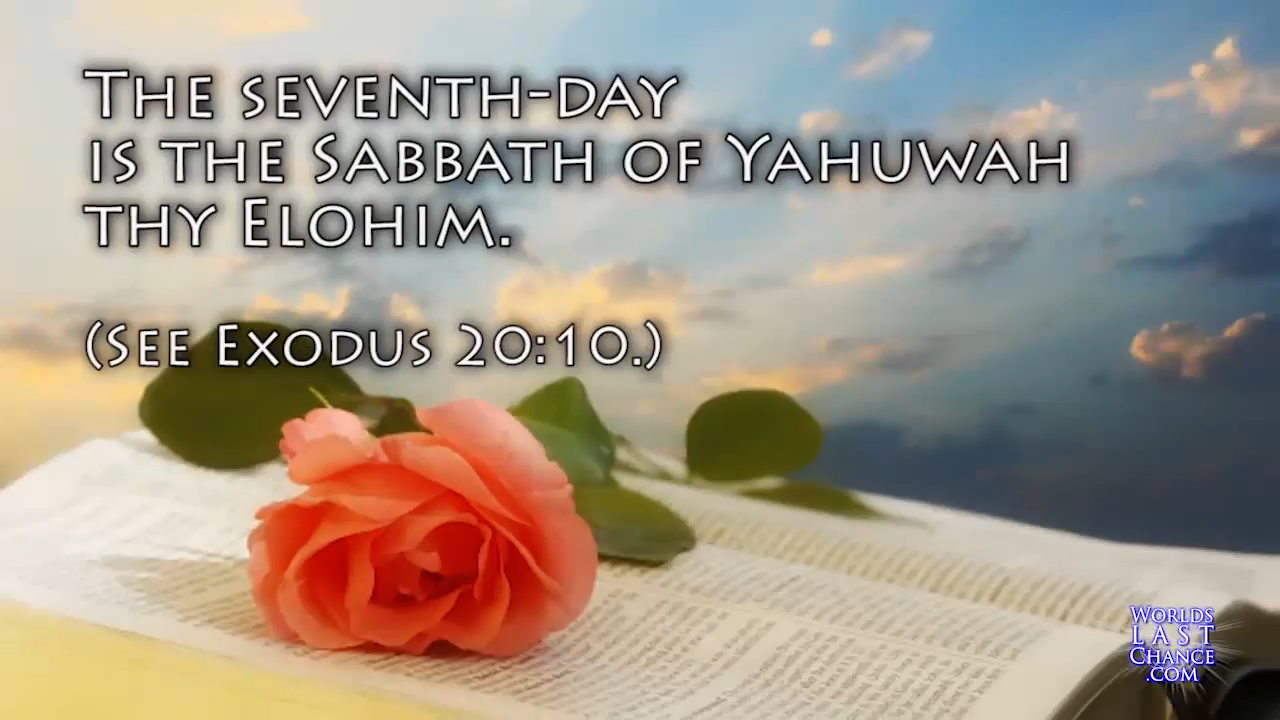 The seventh-day
is the Sabbath of Yahuwah
thy Elohim.
(See Exodus 20:10.)
Worlds
Last
Chance
.com